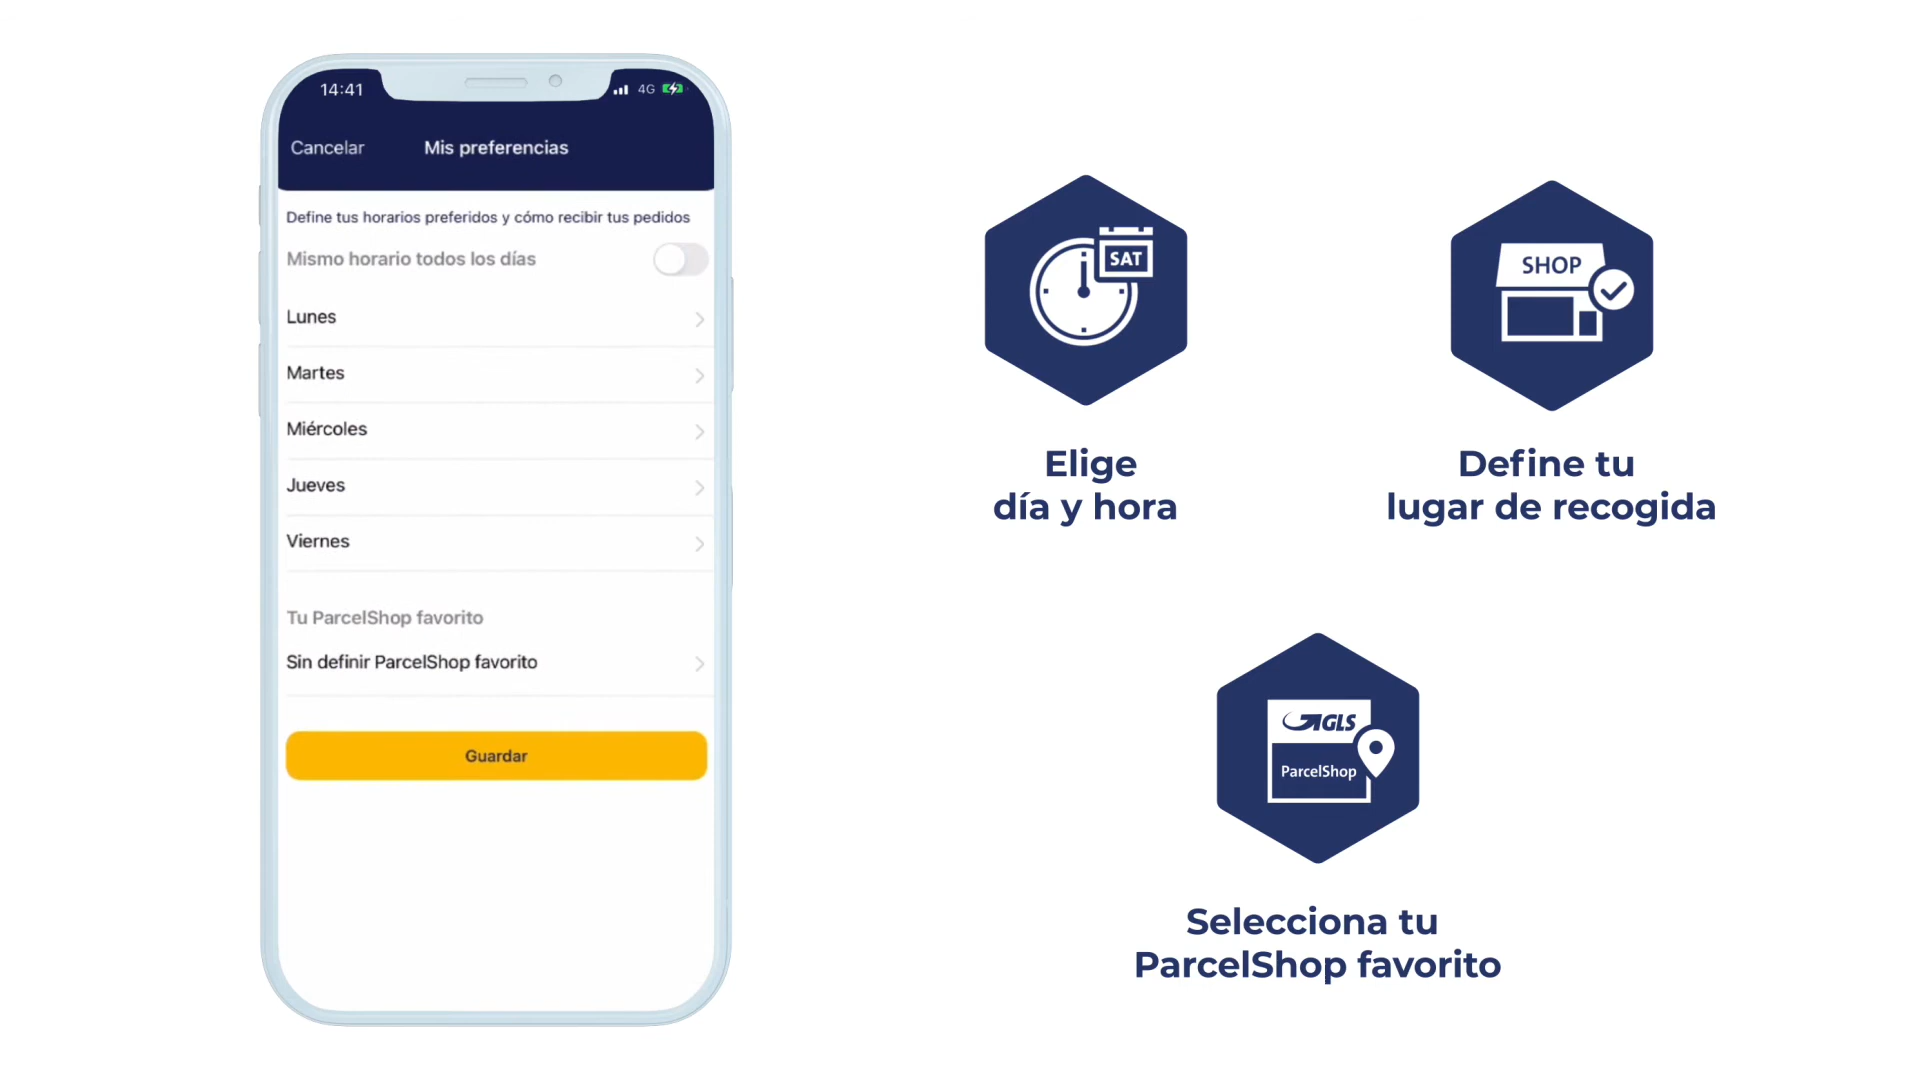 14:41
4G
Cancelar
Mis preferencias
Define tus horarios preferidos y cómo recibir tus pedidos
Mismo horario todos los días
Lunes
Martes
Miércoles
Jueves
Viernes
Tu ParcelShop favorito
Sin definir ParcelShop favorito
Guardar
SAT
Elige
día y hora
SHOP
Define tu
lugar de recogida
GLS
ParcelShop
Selecciona tu
ParcelShop favorito